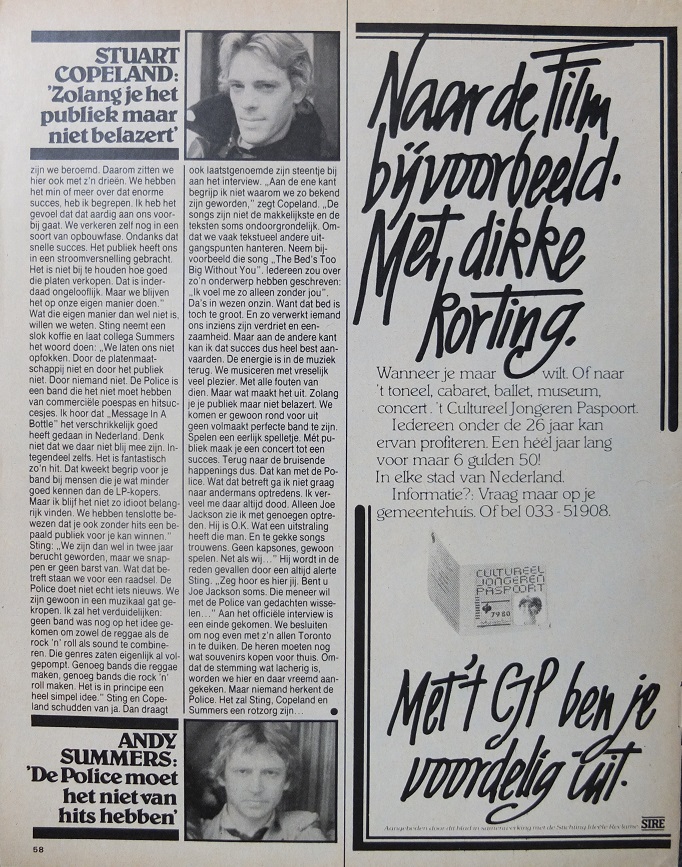 STUART
COPELAND:
'Zolang je het
publiek maar
niet belazert'
zijn we beroemd. Daarom zitten we
hier ook met z'n drieën. We hebben
het min of meer over dat enorme
succes, heb ik begrepen. Ik heb het
gevoel dat dat aardig aan ons voor-
bij gaat. We verkeren zelf nog in een
soort van opbouwfase. Ondanks dat
snelle succes. Het publiek heeft ons
in een stroomversnelling gebracht.
Het is niet bij te houden hoe goed
die platen verkopen. Dat is inder-
daad ongelooflijk. Maar we blijven
het op onze eigen manier doen.”
Wat die eigen manier dan wel niet is,
willen we weten. Sting neemt een
slok koffie en laat collega Summers
het woord doen: „We laten ons niet
opfokken. Door de platenmaat-
schappij niet en door het publiek
niet. Door niemand niet. De Police is
een band die het niet moet hebben
van commerciële poespas en hitsuc-
cesjes. Ik hoor dat „Message In A
Bottle” het verschrikkelijk goed
heeft gedaan in Nederland. Denk
niet dat we daar niet blij mee zijn. In-
tegendeel zelfs. Het is fantastisch
zo'n hit. Dat kweekt begrip voor je
band bij mensen die je wat minder
goed kennen dan de LP-kopers.
Maar ik blijf het niet zo idioot belang-
rijk vinden. We hebben tenslotte be-
wezen dat je ook zonder hits een be-
paald publiek voor je kan winnen.”
Sting: „We zijn dan wel in twee jaar
berucht geworden, maar we snap-
pen er geen barst van. Wat dat be-
treft staan we voor een raadsel. De
Police doet niet echt iets nieuws. We
zijn gewoon in een muzikaal gat ge-
kropen. Ik zal het verduidelijken:
geen band was nog op het idee ge-
komen om zowel de reggae als de
rock 'n' roll als sound te combine-
ren. Die genres zaten eigenlijk al vol-
gepompt. Genoeg bands die reggae
maken, genoeg bands die rock 'n'
roll maken. Het is in principe een
heel simpel idee.” Sting en Cope-
land schudden van ja. Dan draagt
ANDY
SUMMERS:
'De Police moet
het niet van
hits hebben'
58
ook laatstgenoemde zijn steentje bij
aan het interview. „Aan de ene kant
begrijp ik niet waarom we zo bekend
zijn geworden,” zegt Copeland. „De
songs zijn niet de makkelijkste en de
teksten soms ondoorgrondelijk. Om-
dat we vaak tekstueel andere uit-
gangspunten hanteren. Neem bij-
voorbeeld die song „The Bed's Too
Big Without You”. Iedereen zou over
zo'n onderwerp hebben geschreven:
„Ik voel me zo alleen zonder jou”.
Da's in wezen onzin. Want dat bed is
toch te groot. En zo verwerkt iemand
ons inziens zijn verdriet en een-
zaamheid. Maar aan de andere kant
kan ik dat succes dus heel best aan-
vaarden. De energie is in de muziek
terug. We musiceren met vreselijk
veel plezier. Met alle fouten van
dien. Maar wat maakt het uit. Zolang
je je publiek maar niet belazert. We
komen er gewoon rond voor uit
geen volmaakt perfecte band te zijn.
Spelen een eerlijk spelletje. Mét pu-
bliek maak je een concert tot een
succes. Terug naar de bruisende
happenings dus. Dat kan met de Po-
lice. Wat dat betreft ga ik niet graag
naar andermans optredens. Ik ver-
veel me daar altijd dood. Alleen Joe
Jackson zie ik met genoegen optre-
den. Hij is O.K. Wat een uitstraling
heeft die man. En te gekke songs
trouwens. Geen kapsones, gewoon
spelen. Net als wij...” Hij wordt in de
reden gevallen door een altijd alerte
Sting. „Zeg hoor es hier jij. Bent u
Joe Jackson soms. Die meneer wil
met de Police van gedachten wisse-
len...” Aan het officiële interview is
een einde gekomen. We besluiten
om nog even met z'n allen Toronto
in te duiken. De heren moeten nog
wat souvenirs kopen voor thuis. Om-
dat de stemming wat lacherig is,
worden we hier en daar vreemd aan-
gekeken. Maar niemand herkent de
Police. Het zal Sting, Copeland en
Summers een rotzorg zijn...
Naar de Film
bijvoorbeeld.
Met dikke
korting.
Wanneer je maar wilt. Of naar
't toneel, cabaret, ballet, museum,
concert. 't Cultureel Jongeren Paspoort.
Iedereen onder de 26 jaar kan
ervan profiteren. Een héél jaar lang
voor maar 6 gulden 50!
In elke stad van Nederland.
Informatie?: Vraag maar op je
gemeentehuis. Of bel 033-51908.
CULTUREEL
JONGEREN
PASPOORT
79 80
Met 't CJP ben je
voordelig uit.
Aangeboden door dit blad in samenwerking met de Stichting Ideële Reclame
SIRE